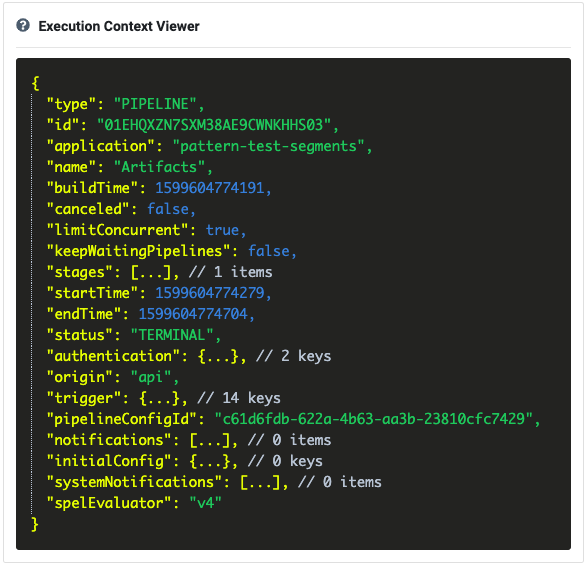 Execution Context Viewer
{
"type": "PIPELINE",
"id": "01EHQXZN7SXM38AE9CWNKHHS03",
"application": "pattern-test-segments",
"name": "Artifacts",
"buildTime": 1599604774191,
"canceled": false,
"limitConcurrent": true,
"keepWaitingPipelines": false,
"stages": [...], // 1 items
"startTime": 1599604774279,
"endTime": 1599604774704,
"status": "TERMINAL",
"authentication": {...}, // 2 keys
"origin": "api",
"trigger": {...}, // 14 keys
"pipelineConfigId": "c61d6fdb-622a-4b63-aa3b-23810cfc7429",
"notifications": [...], // 0 items
"initialConfig": {...}, // 0 keys
"systemNotifications": [...], // 0 items
"spelEvaluator": "v4"
}